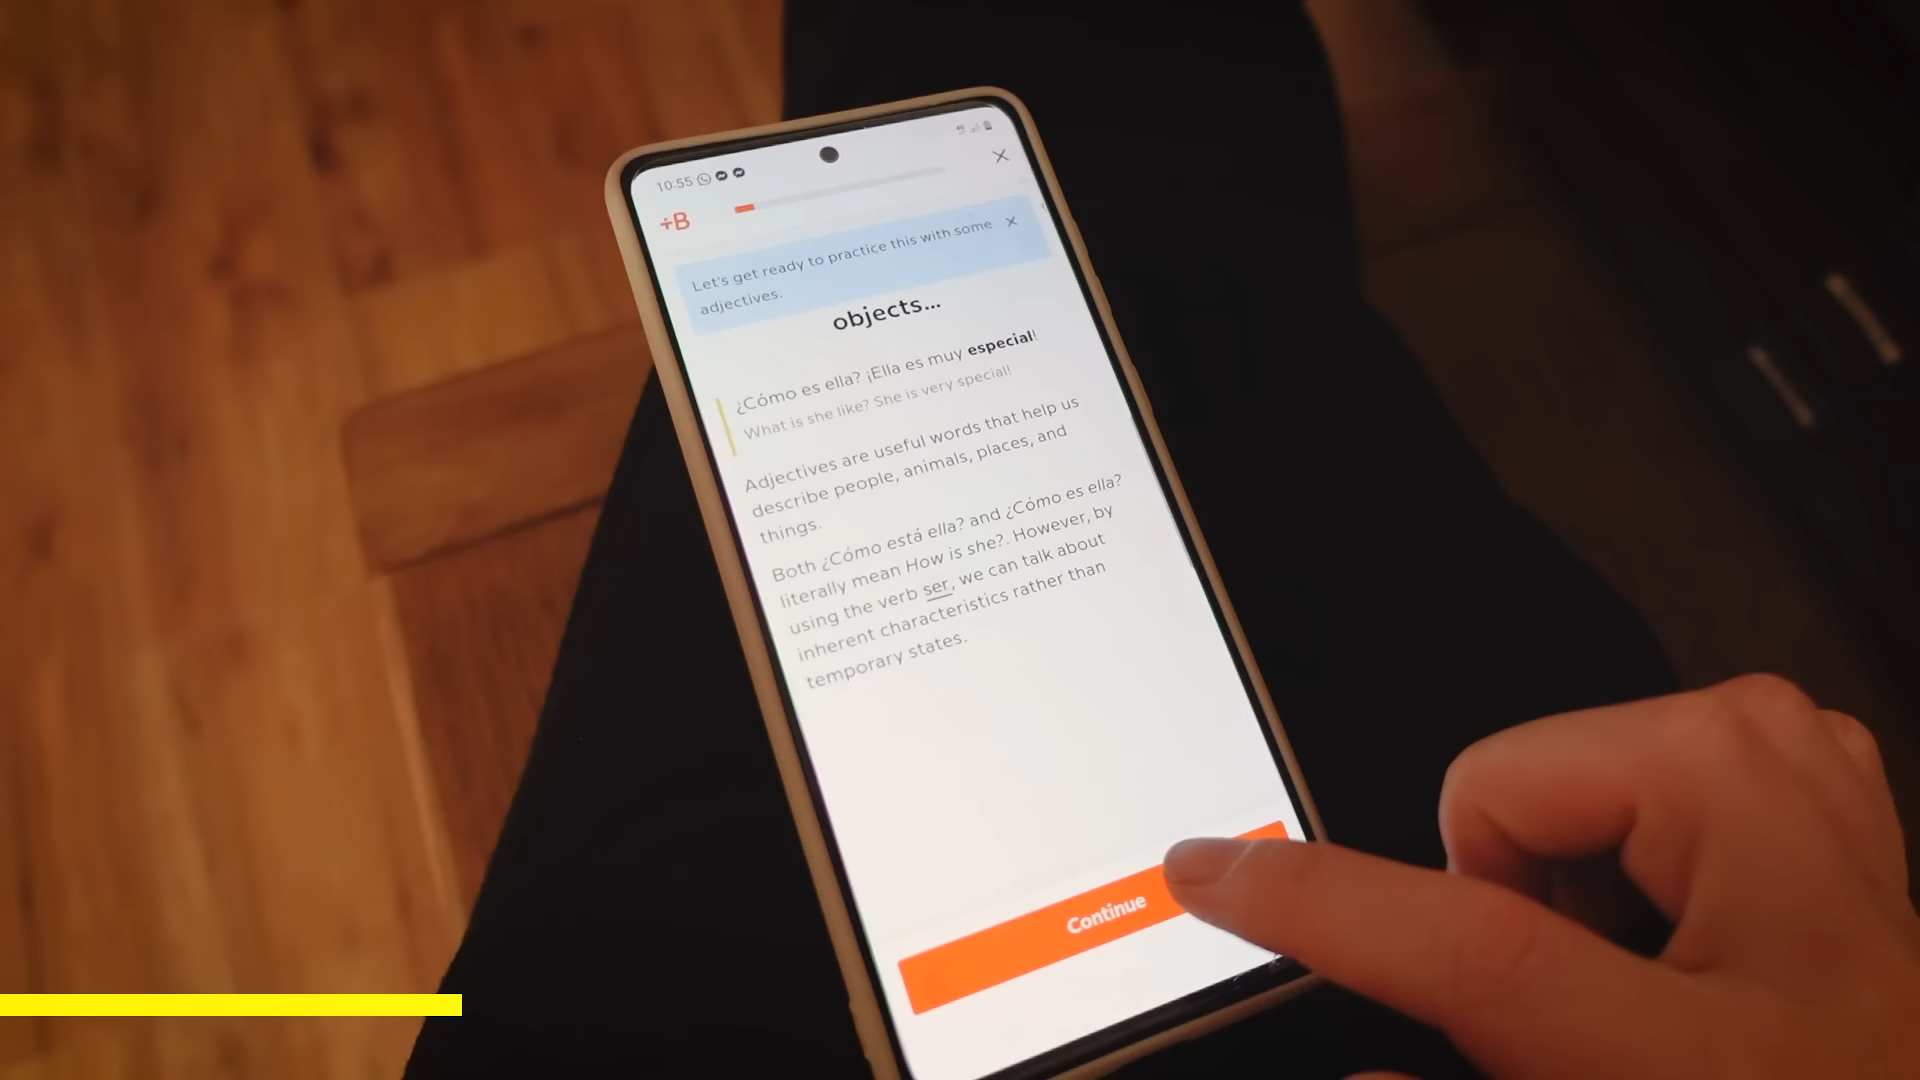 10:55
+B
Let's get ready to practice this with some
adjectives.
objects...
¿Cómo es ella? ¡Ella es muy especial!
What is she like? She is very special!
Adjectives are useful words that help us
describe people, animals, places, and
things.
Both ¿Cómo está ella? and ¿Cómo es ella?
literally mean How is she?. However, by
using the verb ser, we can talk about
inherent characteristics rather than
temporary states.
Continue